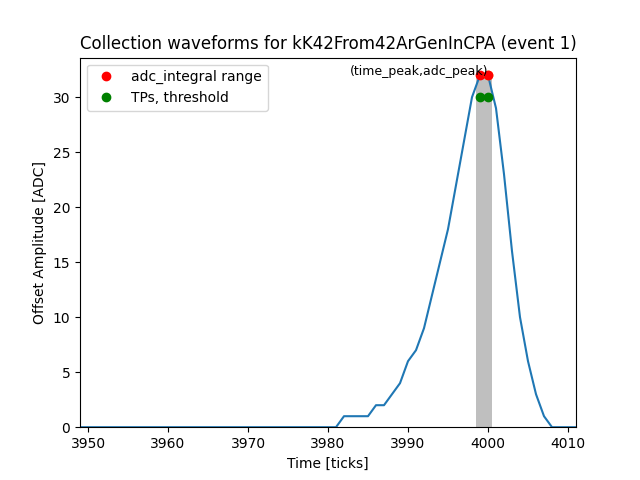 Collection waveforms for kK42From42ArGenInCPA (event 1)
adc_integral range
TPs, threshold
(time_peak,adc_peak)
30
25
20
15
10
5
0
Offset Amplitude [ADC]
3950 3960 3970 3980 3990 4000 4010
Time [ticks]